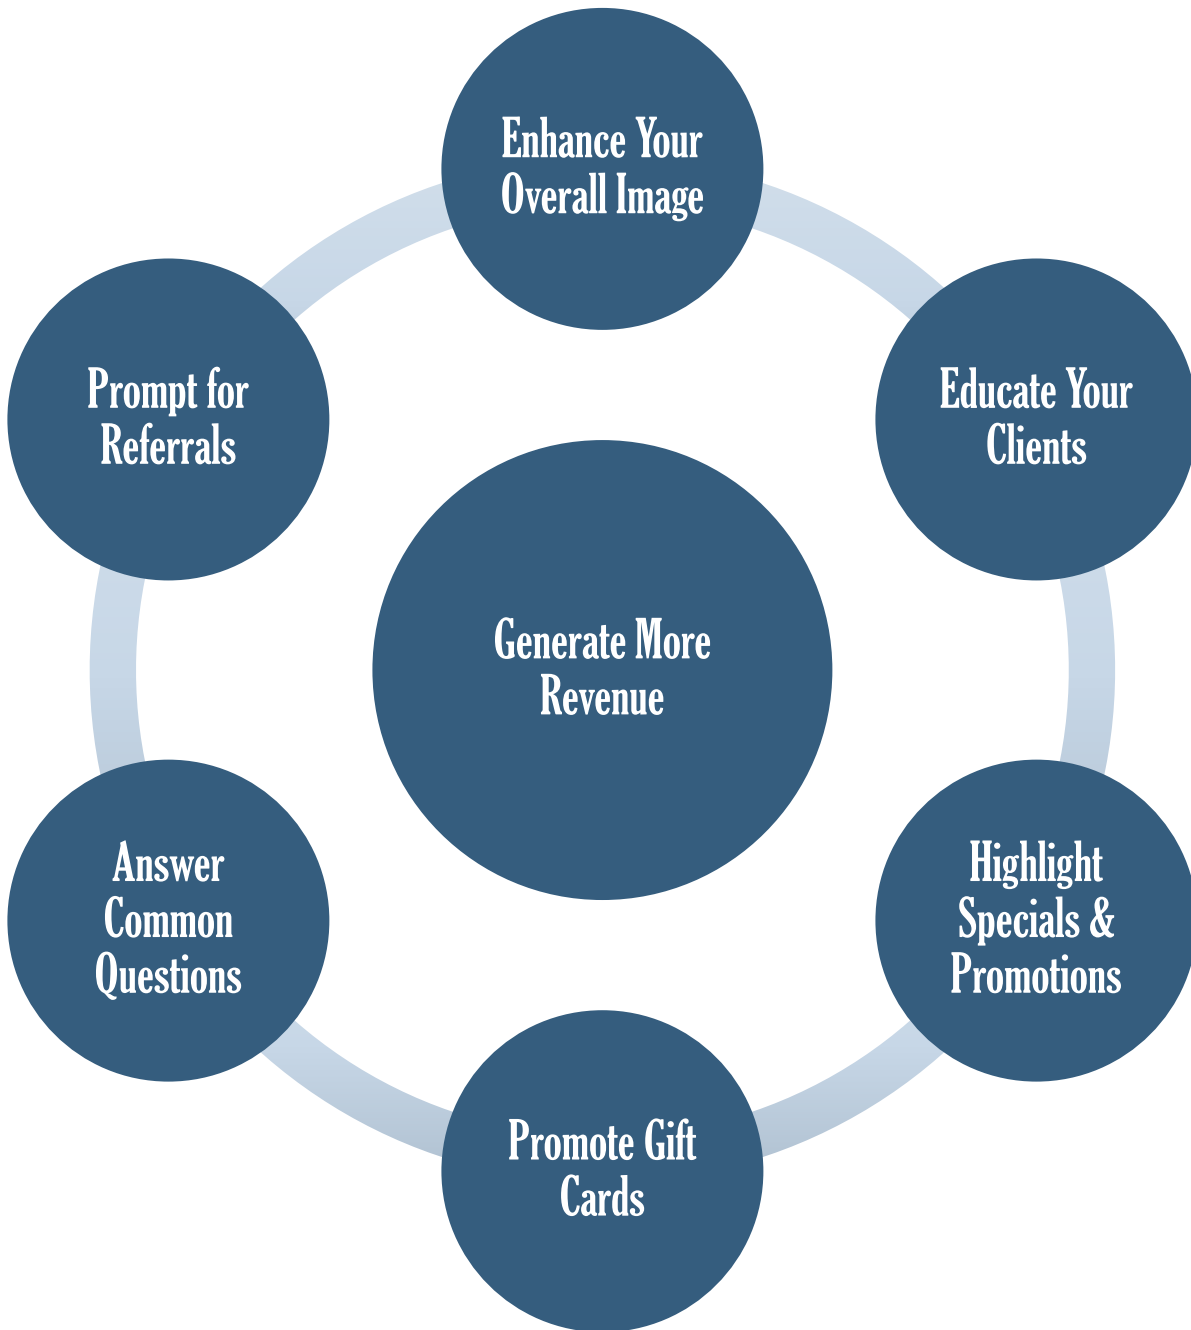 Enhance Your
Overall Image
Educate Your
Clients
Highlight
Specials &
Promotions
Promote Gift
Cards
Answer
Common
Questions
Prompt for
Referrals
Generate More
Revenue